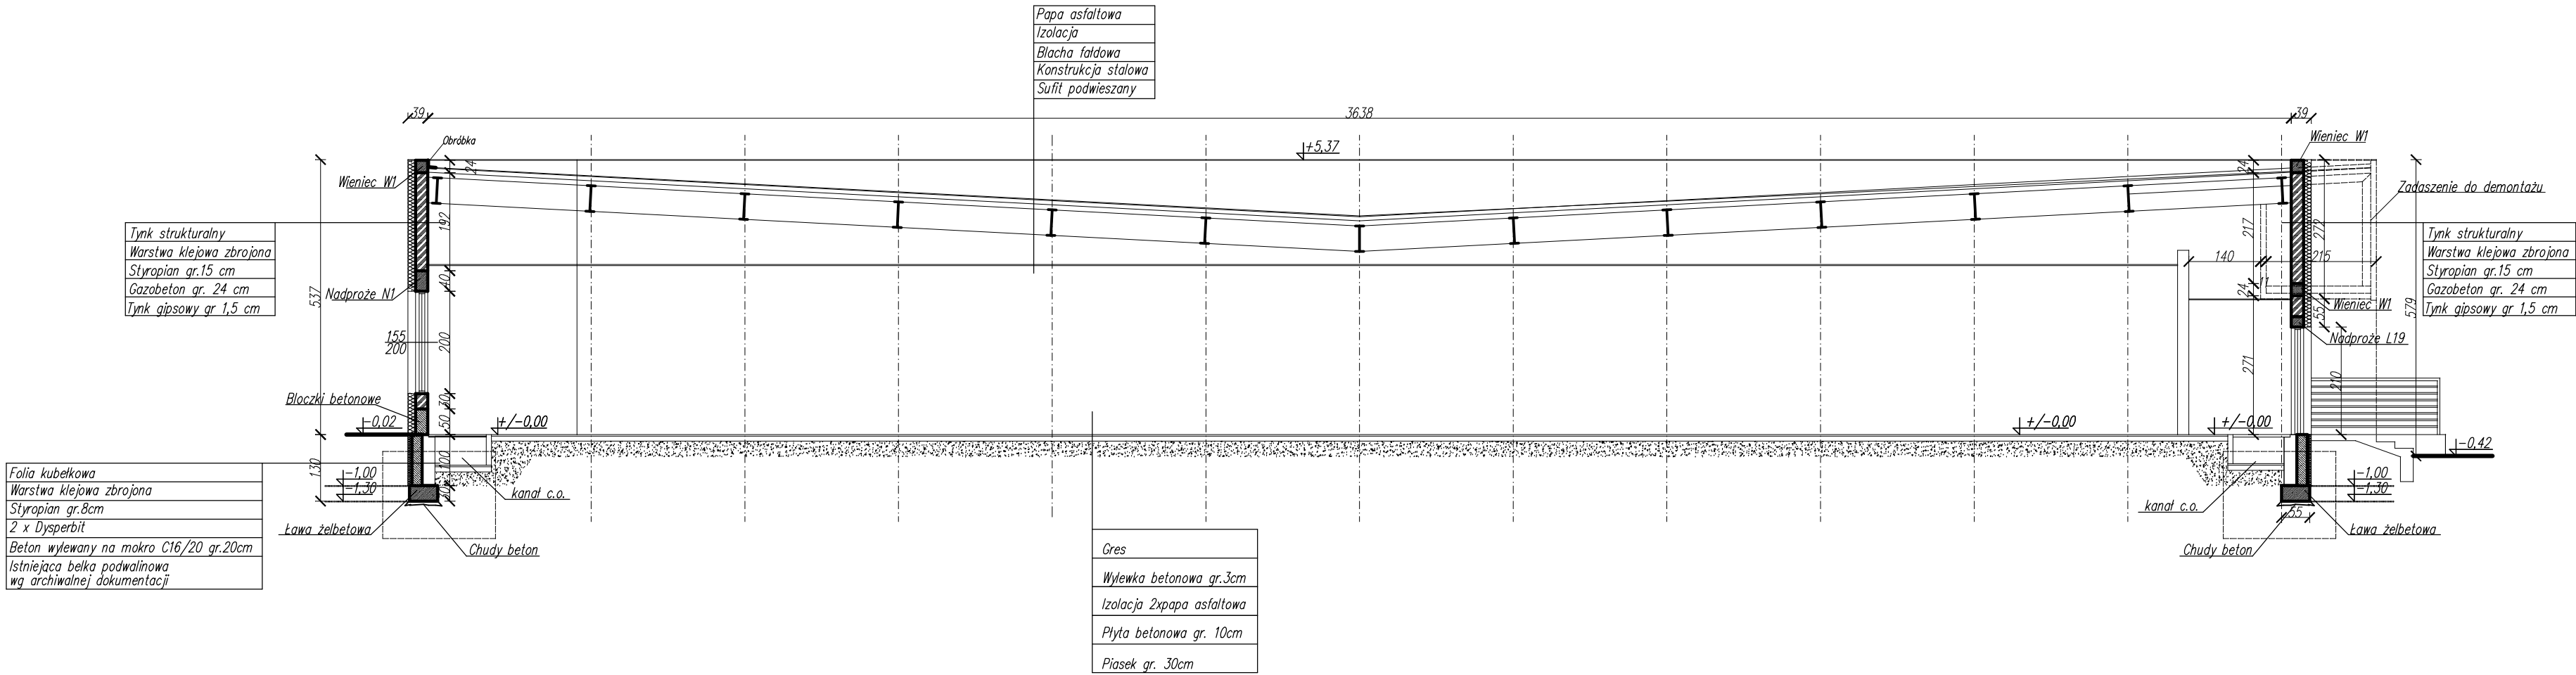 Papa asfaltowa
Izolacja
Blacha fałdowa
Konstrukcja stalowa
Sufit podwieszany
39
3638
39
Obróbka
24
+5,37
Wieniec W1
24
Wieniec W1
Zadaszenie do demontażu
192
217
272
Tynk strukturalny
Warstwa klejowa zbrojona
Styropian gr.15 cm
Gazobeton gr. 24 cm
Tynk gipsowy gr 1,5 cm
Tynk strukturalny
Warstwa klejowa zbrojona
Styropian gr.15 cm
Gazobeton gr. 24 cm
Tynk gipsowy gr 1,5 cm
140
215
11
40
24
537
Nadproże N1
Wieniec W1
55
579
155
200
200
Nadproże L19
271
210
Bloczki betonowe
30
50
-0,02
+/-0,00
+/-0,00
+/-0,00
-0,42
130
100
30
-1,00
-1,30
-1,00
-1,30
kanał c.o.
kanał c.o.
55
Folia kubełkowa
Warstwa klejowa zbrojona
Styropian gr.8cm
2 x Dysperbit
Beton wylewany na mokro C16/20 gr.20cm
Istniejąca belka podwalinowa
wg archiwalnej dokumentacji
Ława żelbetowa
Chudy beton
Chudy beton
Ława żelbetowa
Gres
Wylewka betonowa gr.3cm
Izolacja 2xpapa asfaltowa
Płyta betonowa gr. 10cm
Piasek gr. 30cm